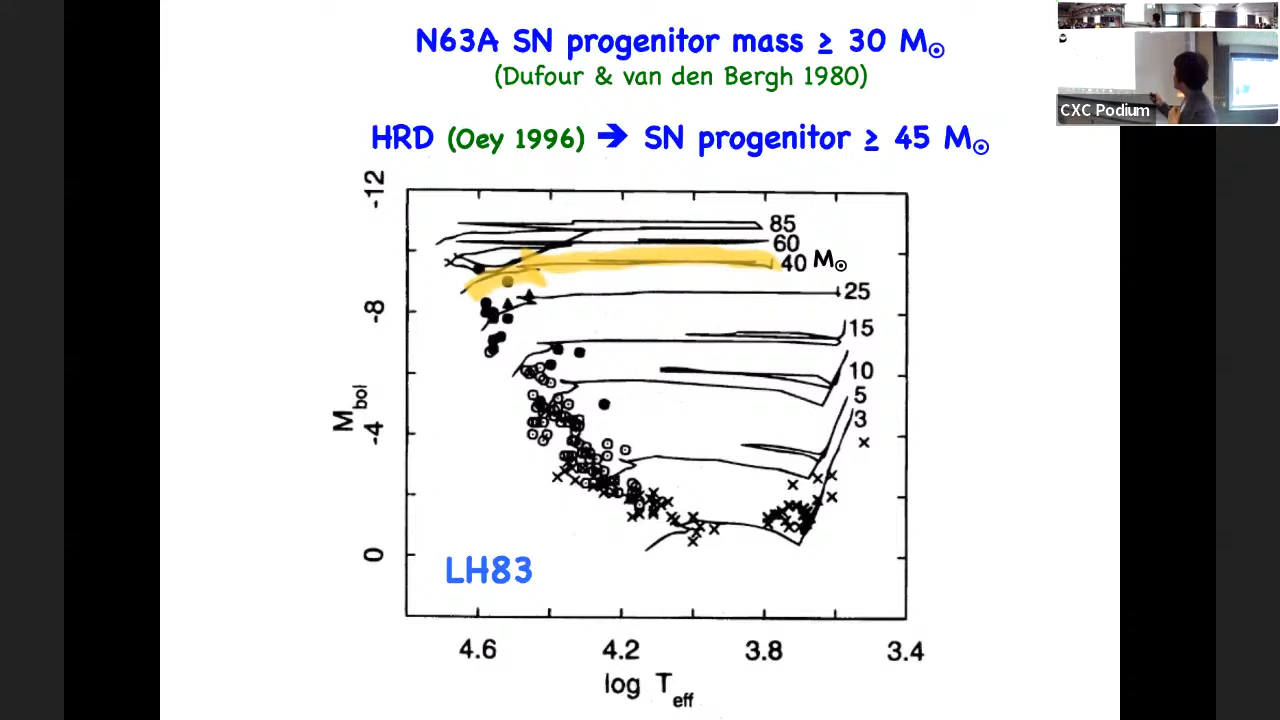 N63A SN progenitor mass ≥ 30 M☉
(Dufour & van den Bergh 1980)
HRD (Oey 1996) ➔ SN progenitor ≥ 45 M☉
CXC Podium
-12
-8
-4
0
M bol
85
60
40 M☉
25
15
10
5
3
LH83
4.6 4.2 3.8 3.4
log T eff